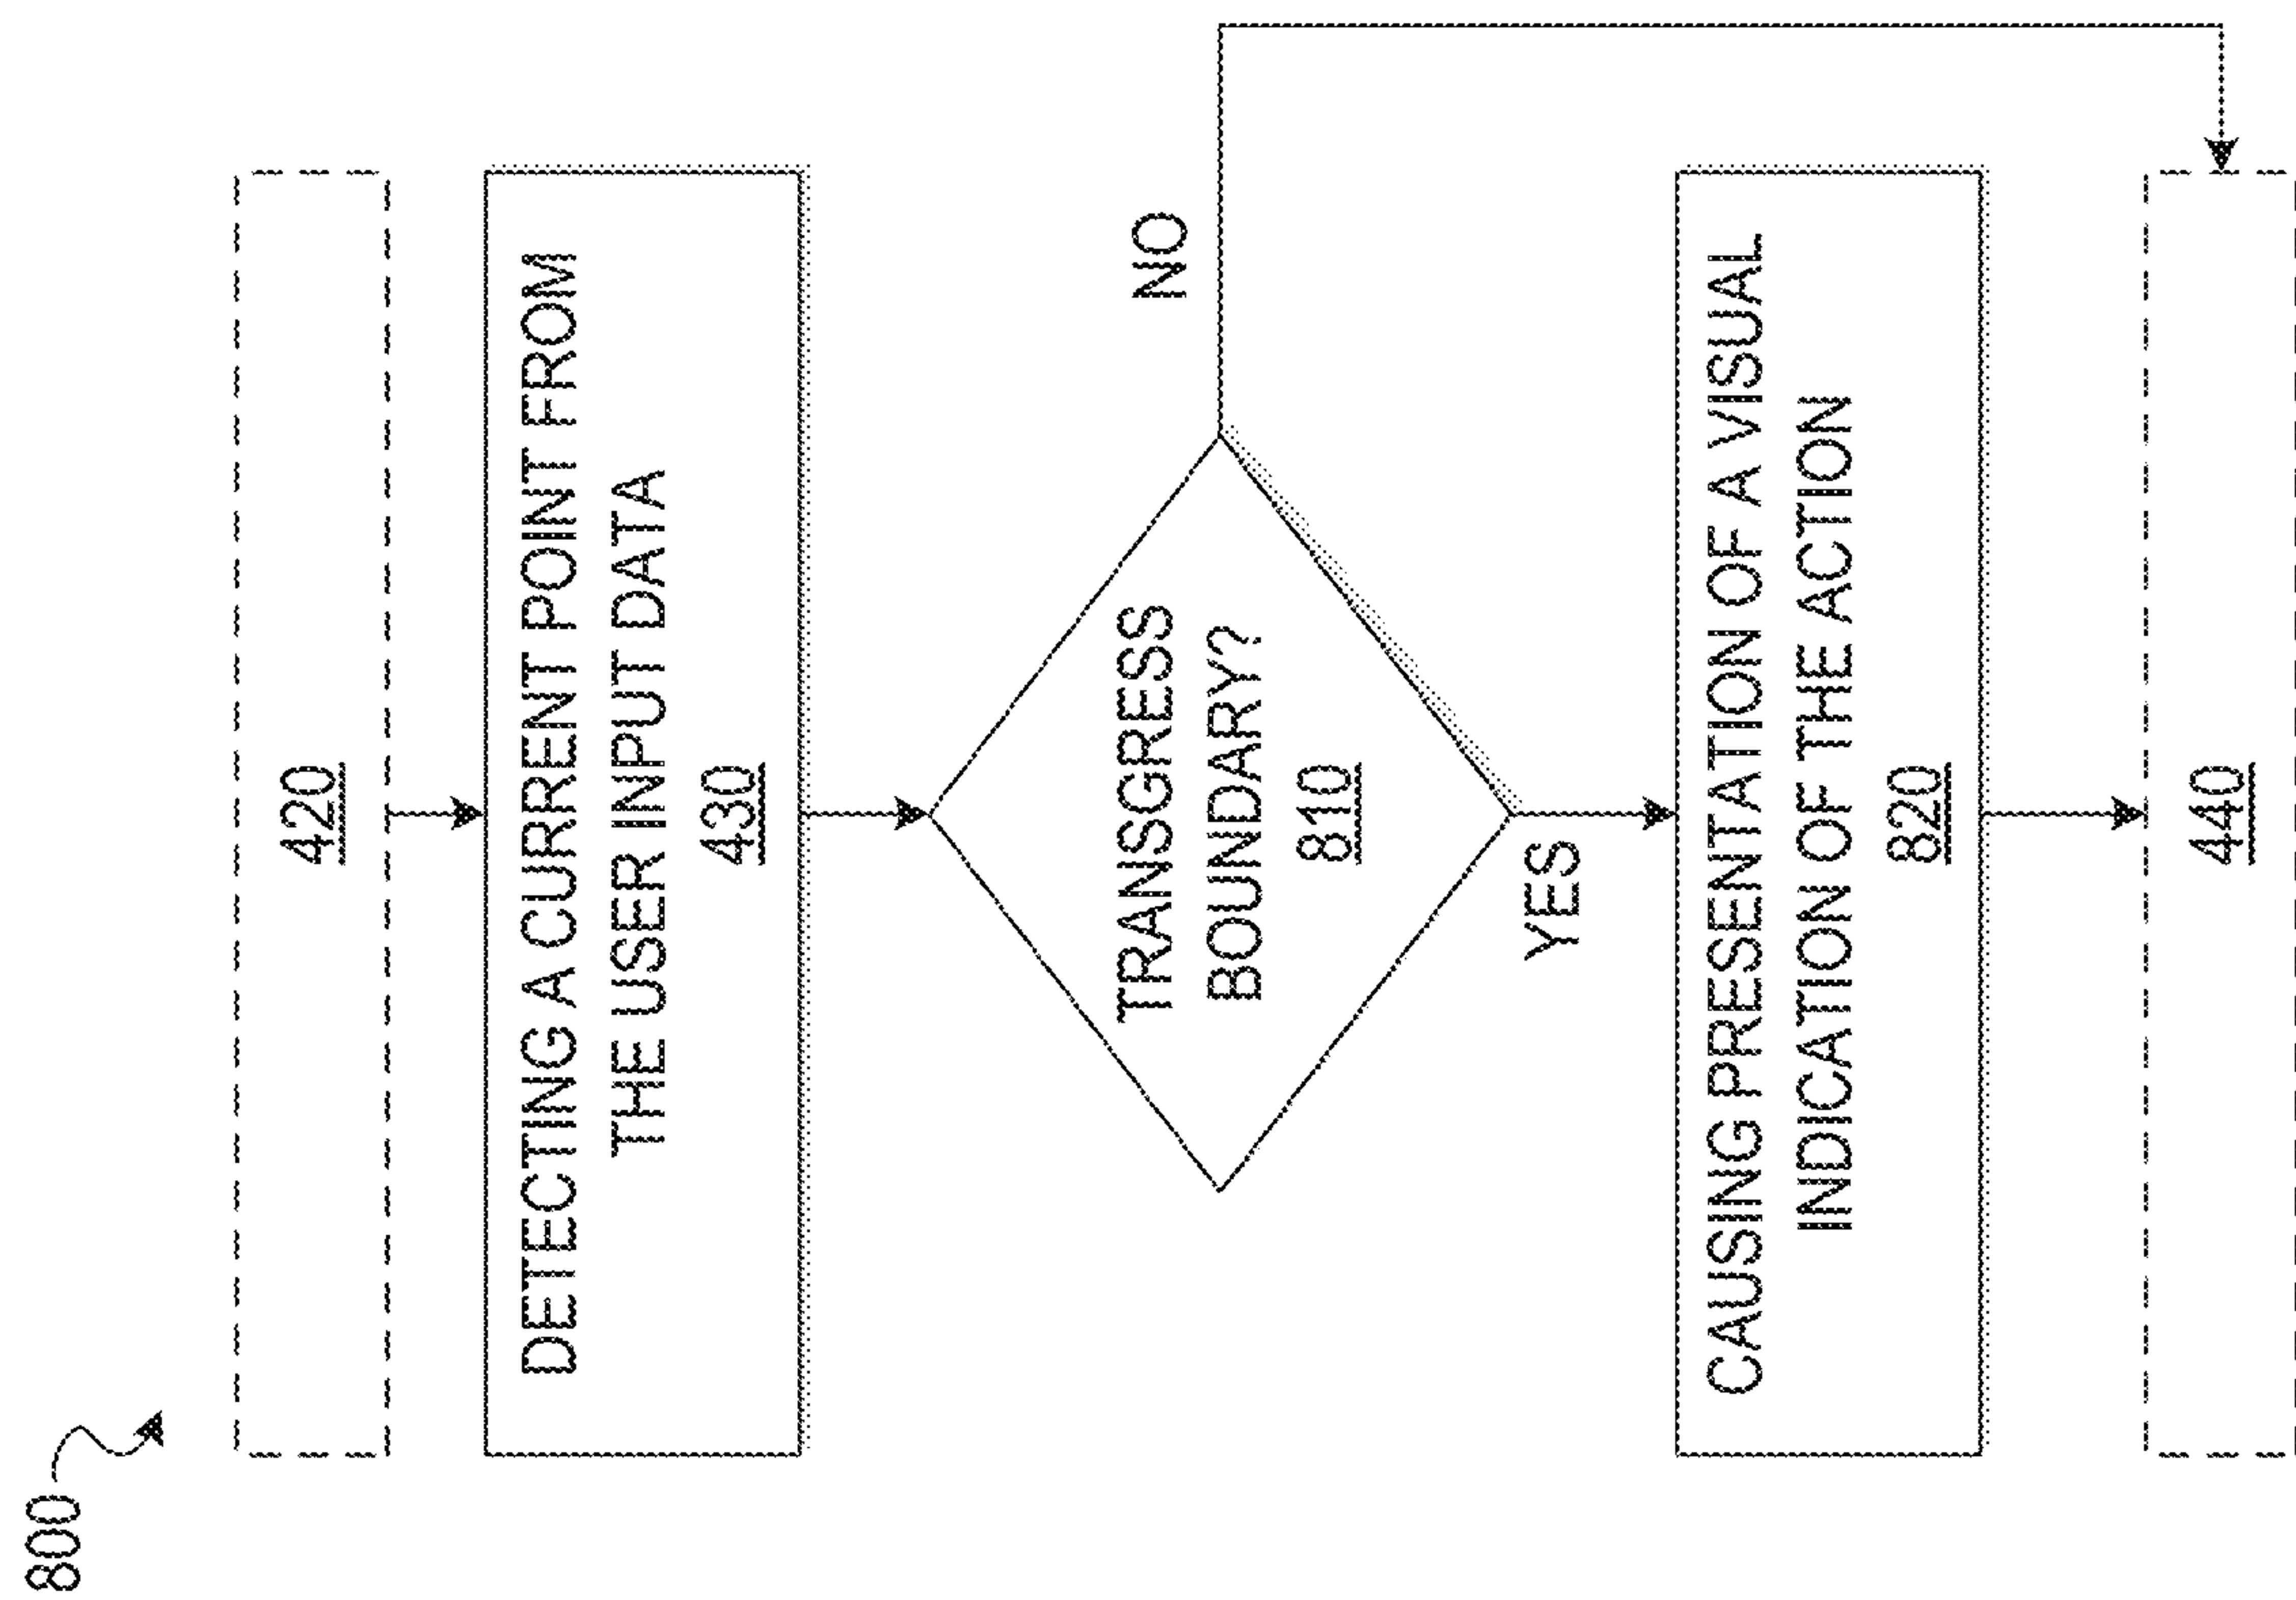 800
420
DETECTING A CURRENT POINT FROM
THE USER INPUT DATA
430
TRANSGRESS
BOUNDARY?
810
NO
YES
CAUSING PRESENTATION OF A VISUAL
INDICATION OF THE ACTION
820
440